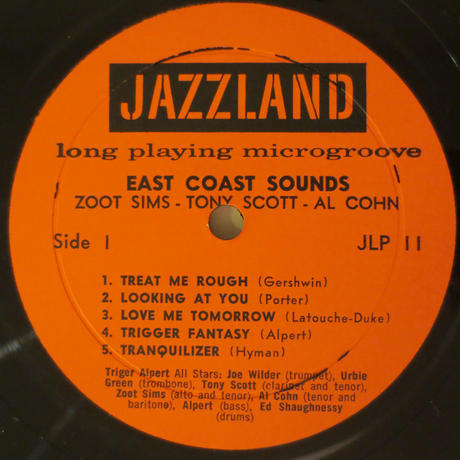 JAZZLAND
long playing microgroove
EAST COAST SOUNDS
ZOOT SIMS - TONY SCOTT - AL COHN
Side 1 JLP 11
1. TREAT ME ROUGH (Gershwin)
2. LOOKING AT YOU (Porter)
3. LOVE ME TOMORROW (Latouche-Duke)
4. TRIGGER FANTASY (Alpert)
5. TRANQUILIZER (Hyman)
Triger Alpert All Stars: Joe Wilder (trumpet), Urbie
Green (trombone), Tony Scott (clarinet and tenor),
Zoot Sims (alto and tenor), Al Cohn (tenor and
baritone), Alpert (bass), Ed Shaughnessy
(drums)